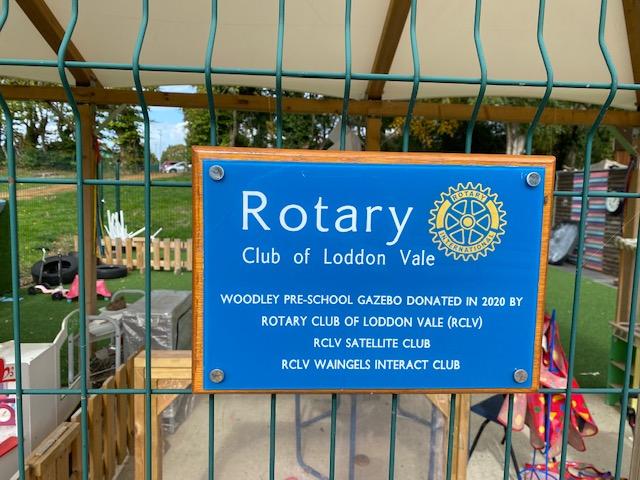 Rotary
Club of Loddon Vale
ROTARY
INTERNATIONAL
WOODLEY PRE-SCHOOL GAZEBO DONATED IN 2020 BY
ROTARY CLUB OF LODDON VALE (RCLV)
RCLV SATELLITE CLUB
RCLV WAINGELS INTERACT CLUB